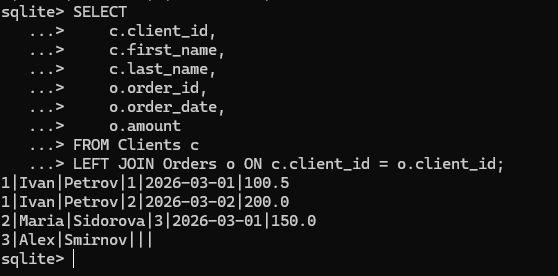 sqlite> SELECT
   ...>     c.client_id,
   ...>     c.first_name,
   ...>     c.last_name,
   ...>     o.order_id,
   ...>     o.order_date,
   ...>     o.amount
   ...> FROM Clients c
   ...> LEFT JOIN Orders o ON c.client_id = o.client_id;
1|Ivan|Petrov|1|2026-03-01|100.5
1|Ivan|Petrov|2|2026-03-02|200.0
2|Maria|Sidorova|3|2026-03-01|150.0
3|Alex|Smirnov|||
sqlite>